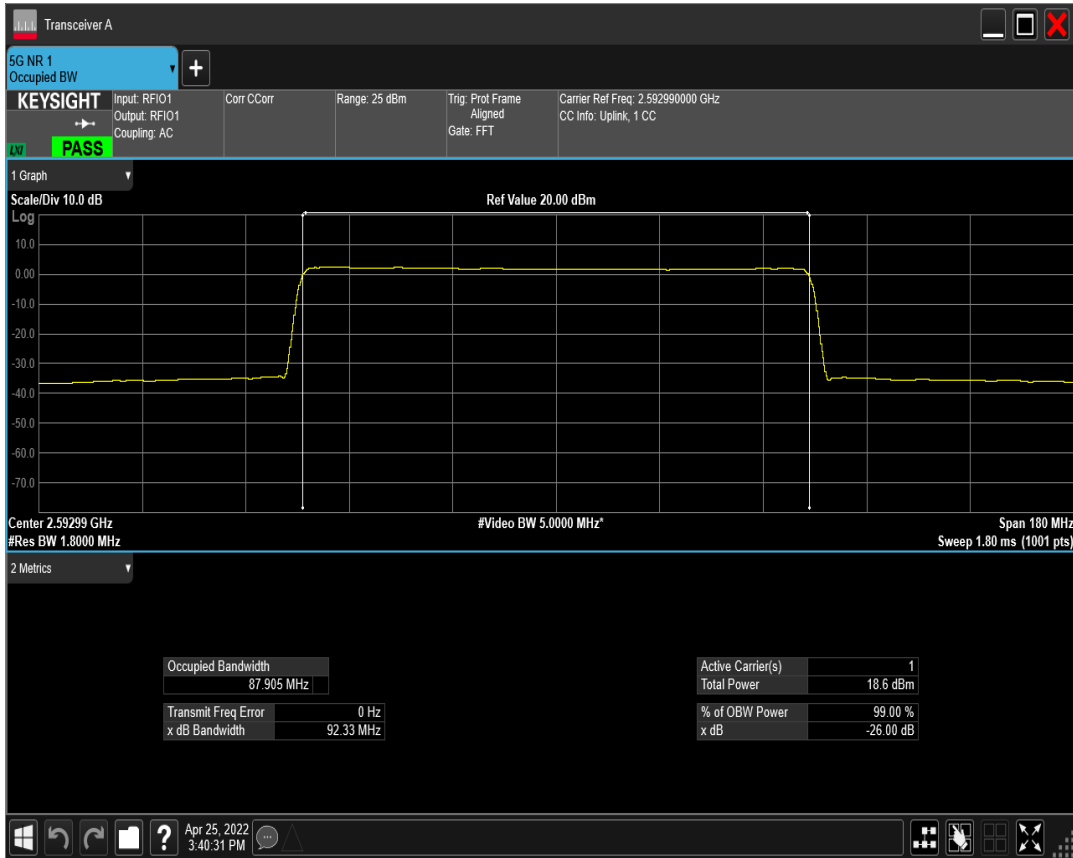 Transceiver A
5G NR 1
Occupied BW
KEYSIGHT
LXI
PASS
Input: RFIO1
Output: RFIO1
Coupling: AC
Corr CCorr
Range: 25 dBm
Trig: Prot Frame
Aligned
Gate: FFT
Carrier Ref Freq: 2.592990000 GHz
CC Info: Uplink, 1 CC
1 Graph
Scale/Div 10.0 dB
Ref Value 20.00 dBm
Log
10.0
0.00
-10.0
-20.0
-30.0
-40.0
-50.0
-60.0
-70.0
Center 2.59299 GHz
#Video BW 5.0000 MHz*
Span 180 MHz
#Res BW 1.8000 MHz
Sweep 1.80 ms (1001 pts)
2 Metrics
Occupied Bandwidth
87.905 MHz
Transmit Freq Error 0 Hz
x dB Bandwidth 92.33 MHz
Active Carrier(s) 1
Total Power 18.6 dBm
% of OBW Power 99.00 %
x dB -26.00 dB
?
Apr 25, 2022
3:40:31 PM